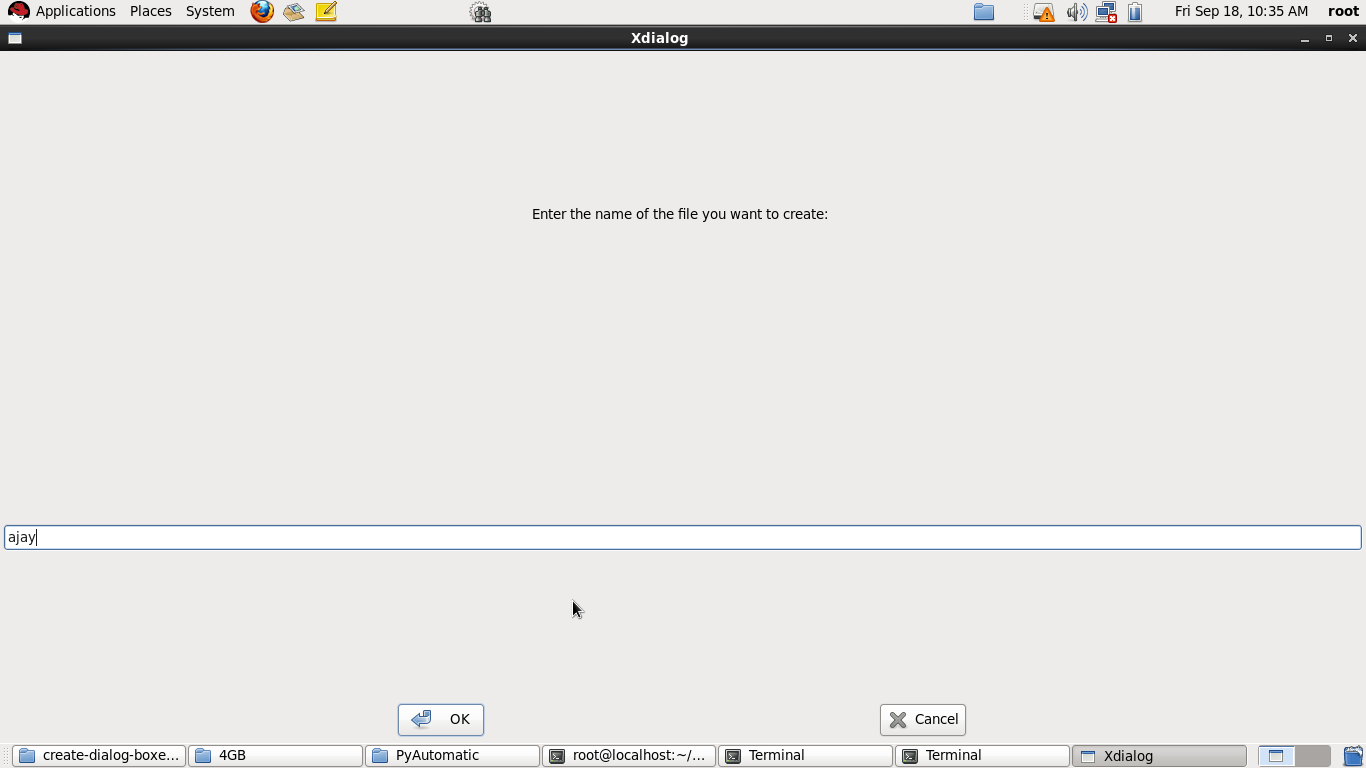 Applications Places System Fri Sep 18, 10:35 AM root
Xdialog
Enter the name of the file you want to create:
ajay
OK Cancel
create-dialog-boxe... 4GB PyAutomatic root@localhost:~/... Terminal Terminal Xdialog